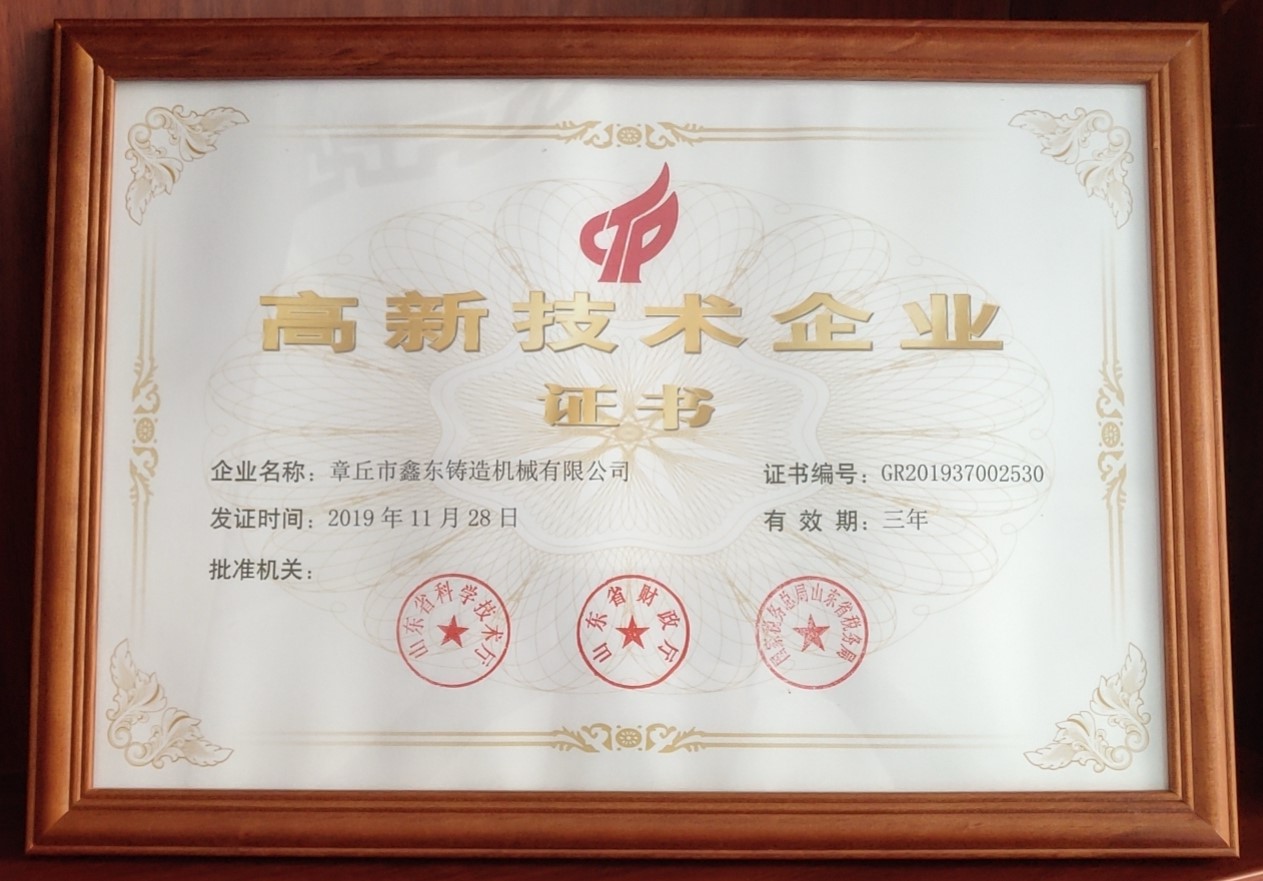 高新技术企业
证书
企业名称：章丘市鑫东铸造机械有限公司
证书编号：GR201937002530
发证时间：2019年11月28日
有效期：三年
批准机关：
山东省科学技术厅
山东省财政厅
国家税务总局山东省税务局